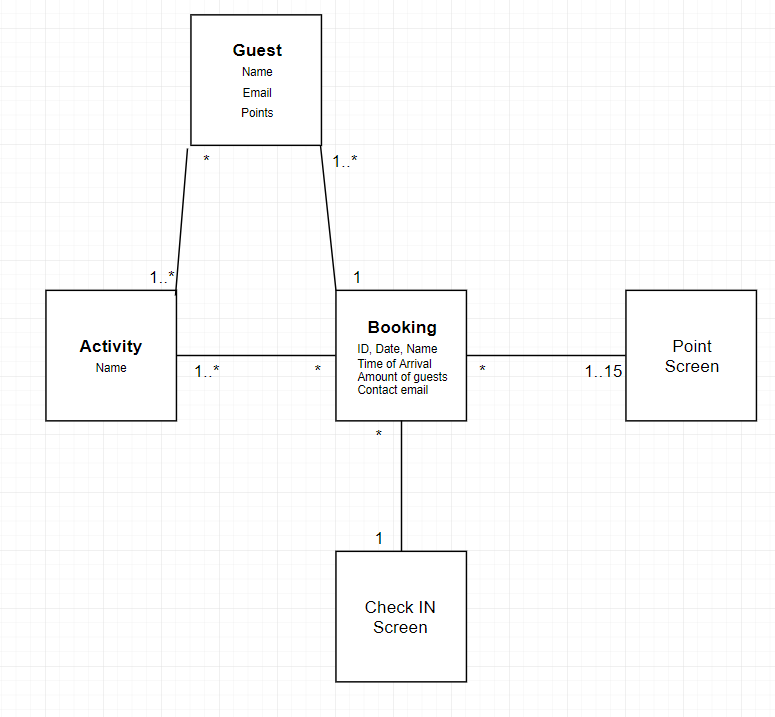 Guest
Name
Email
Points
*
1..*
1..*
1
Activity
Name
1..*
*
Booking
ID, Date, Name
Time of Arrival
Amount of guests
Contact email
*
1..15
Point
Screen
*
1
Check IN
Screen